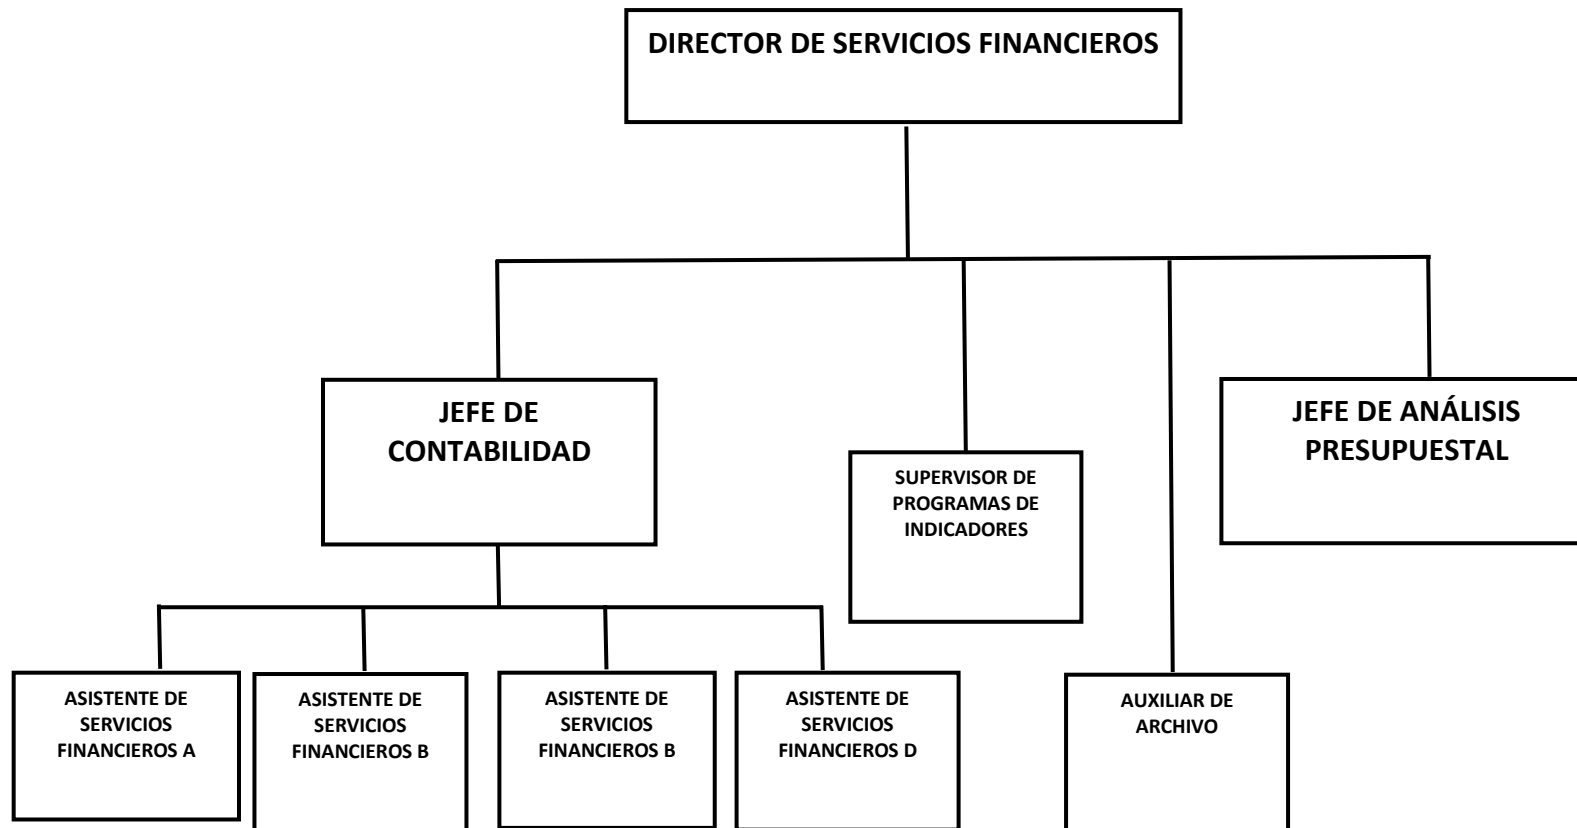 DIRECTOR DE SERVICIOS FINANCIEROS
JEFE DE
CONTABILIDAD
JEFE DE ANÁLISIS
PRESUPUESTAL
SUPERVISOR DE
PROGRAMAS DE
INDICADORES
ASISTENTE DE
SERVICIOS
FINANCIEROS A
ASISTENTE DE
SERVICIOS
FINANCIEROS B
ASISTENTE DE
SERVICIOS
FINANCIEROS B
ASISTENTE DE
SERVICIOS
FINANCIEROS D
AUXILIAR DE
ARCHIVO